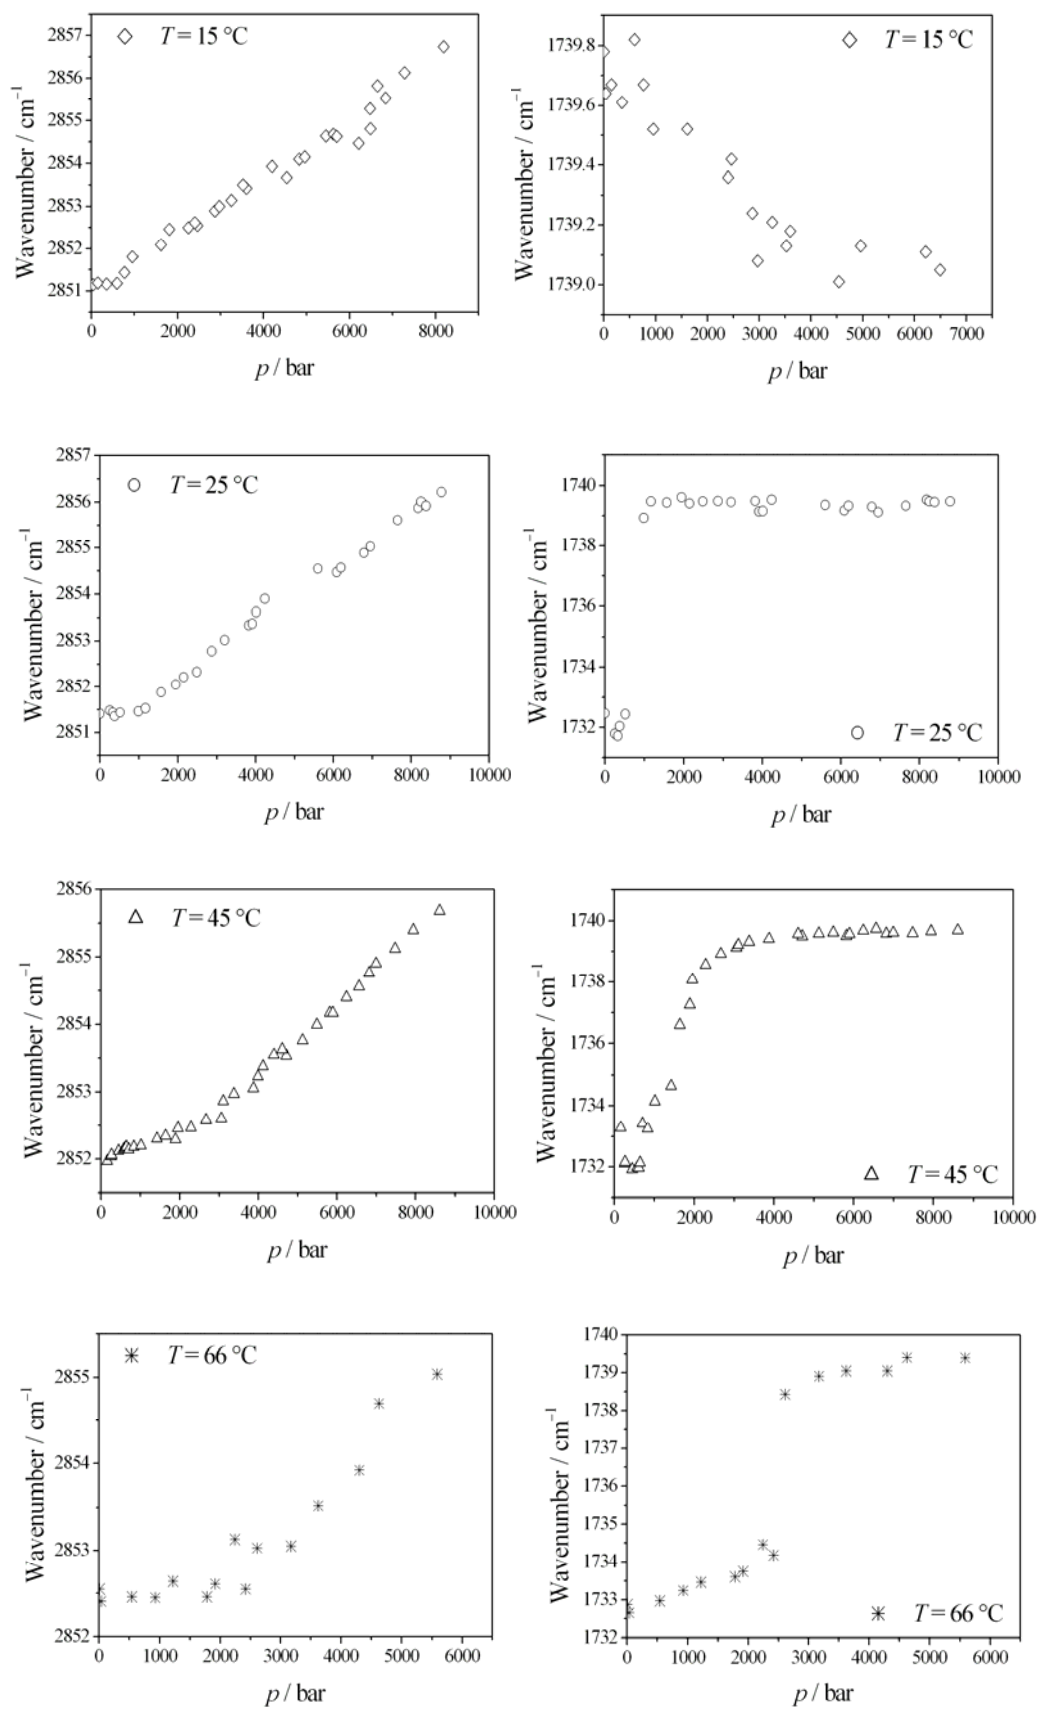 T = 15 °C
Wavenumber / cm⁻¹
2857
2856
2855
2854
2853
2852
2851
0 2000 4000 6000 8000
p / bar
T = 15 °C
Wavenumber / cm⁻¹
1739.8
1739.6
1739.4
1739.2
1739.0
0 1000 2000 3000 4000 5000 6000 7000
p / bar
T = 25 °C
Wavenumber / cm⁻¹
2857
2856
2855
2854
2853
2852
2851
0 2000 4000 6000 8000 10000
p / bar
Wavenumber / cm⁻¹
1740
1738
1736
1734
1732
T = 25 °C
0 2000 4000 6000 8000 10000
p / bar
T = 45 °C
Wavenumber / cm⁻¹
2856
2855
2854
2853
2852
0 2000 4000 6000 8000 10000
p / bar
Wavenumber / cm⁻¹
1740
1738
1736
1734
1732
T = 45 °C
0 2000 4000 6000 8000 10000
p / bar
T = 66 °C
Wavenumber / cm⁻¹
2855
2854
2853
2852
0 1000 2000 3000 4000 5000 6000
p / bar
Wavenumber / cm⁻¹
1740
1739
1738
1737
1736
1735
1734
1733
1732
T = 66 °C
0 1000 2000 3000 4000 5000 6000
p / bar